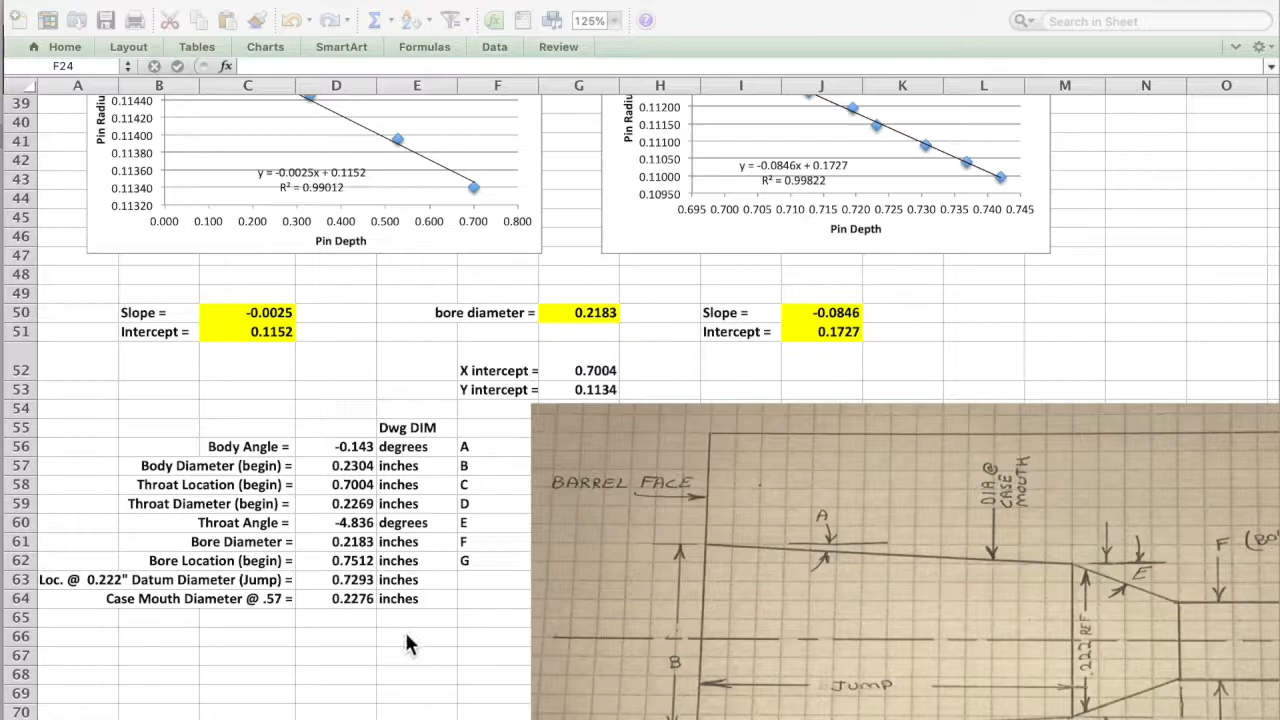 125%
Search in Sheet
Home Layout Tables Charts SmartArt Formulas Data Review
F24 fx
A B C D E F G H I J K L M N O
39
40
41
42
43
44
45
46
47
48
49
50
51
52
53
54
55
56
57
58
59
60
61
62
63
64
65
66
67
68
69
70
0.11440
0.11420
0.11400
0.11380
0.11360
0.11340
0.11320
Pin Radiu
y = -0.0025x + 0.1152
R² = 0.99012
0.000 0.100 0.200 0.300 0.400 0.500 0.600 0.700 0.800
Pin Depth
0.11200
0.11150
0.11100
0.11050
0.11000
0.10950
Pin Radiu
y = -0.0846x + 0.1727
R² = 0.99822
0.695 0.700 0.705 0.710 0.715 0.720 0.725 0.730 0.735 0.740 0.745
Pin Depth
Slope = -0.0025 bore diameter = 0.2183 Slope = -0.0846
Intercept = 0.1152 Intercept = 0.1727
X intercept = 0.7004
Y intercept = 0.1134
Dwg DIM
Body Angle = -0.143 degrees A
Body Diameter (begin) = 0.2304 inches B
Throat Location (begin) = 0.7004 inches C
Throat Diameter (begin) = 0.2269 inches D
Throat Angle = -4.836 degrees E
Bore Diameter = 0.2183 inches F
Bore Location (begin) = 0.7512 inches G
Loc. @ 0.222" Datum Diameter (Jump) = 0.7293 inches
Case Mouth Diameter @ .57 = 0.2276 inches
BARREL FACE
A
DIA @
CASE
MOUTH
E
F
(BO
B
.222 REF
JUMP